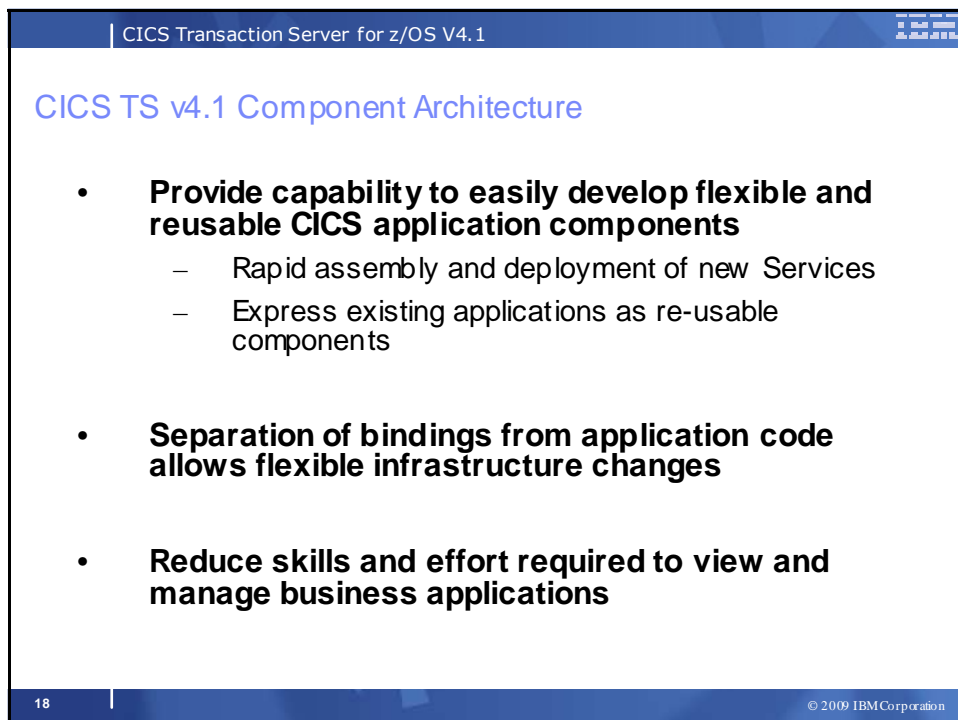 CICS Transaction Server for z/OS V4.1
IBM
CICS TS v4.1 Component Architecture
• Provide capability to easily develop flexible and
reusable CICS application components
– Rapid assembly and deployment of new Services
– Express existing applications as re-usable
components
• Separation of bindings from application code
allows flexible infrastructure changes
• Reduce skills and effort required to view and
manage business applications
18
© 2009 IBM Corporation